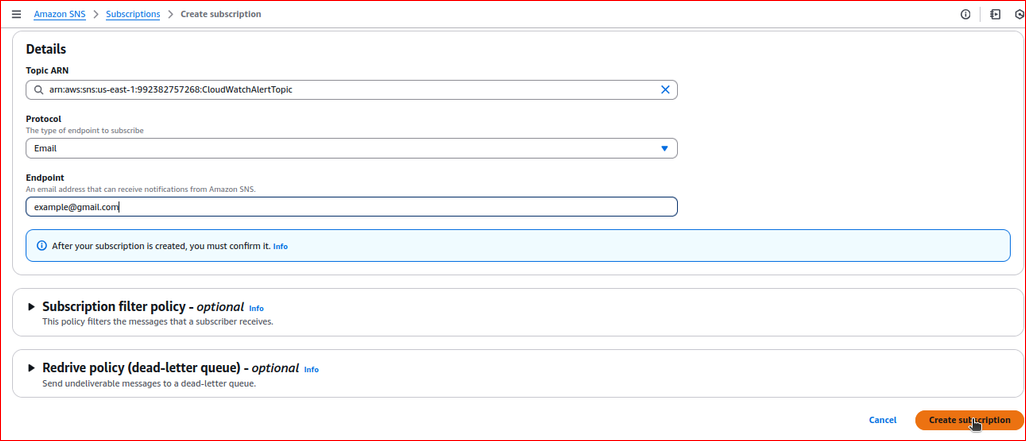 Amazon SNS > Subscriptions > Create subscription
Details
Topic ARN
arn:aws:sns:us-east-1:992382757268:CloudWatchAlertTopic
Protocol
The type of endpoint to subscribe
Email
Endpoint
An email address that can receive notifications from Amazon SNS.
example@gmail.com
After your subscription is created, you must confirm it. Info
Subscription filter policy - optional Info
This policy filters the messages that a subscriber receives.
Redrive policy (dead-letter queue) - optional Info
Send undeliverable messages to a dead-letter queue.
Cancel Create subscription